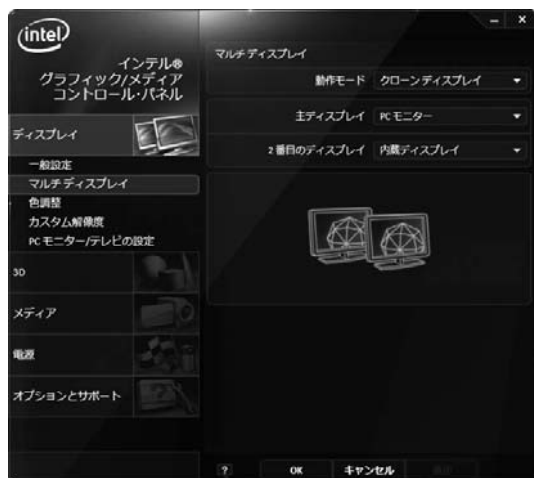 intel
インテル®
グラフィック/メディア
コントロール・パネル
ディスプレイ
一般設定
マルチディスプレイ
色調整
カスタム解像度
PC モニター/テレビの設定
3D
メディア
電源
オプションとサポート
マルチディスプレイ
動作モード クローンディスプレイ
主ディスプレイ PC モニター
2 番目のディスプレイ 内蔵ディスプレイ
? OK キャンセル